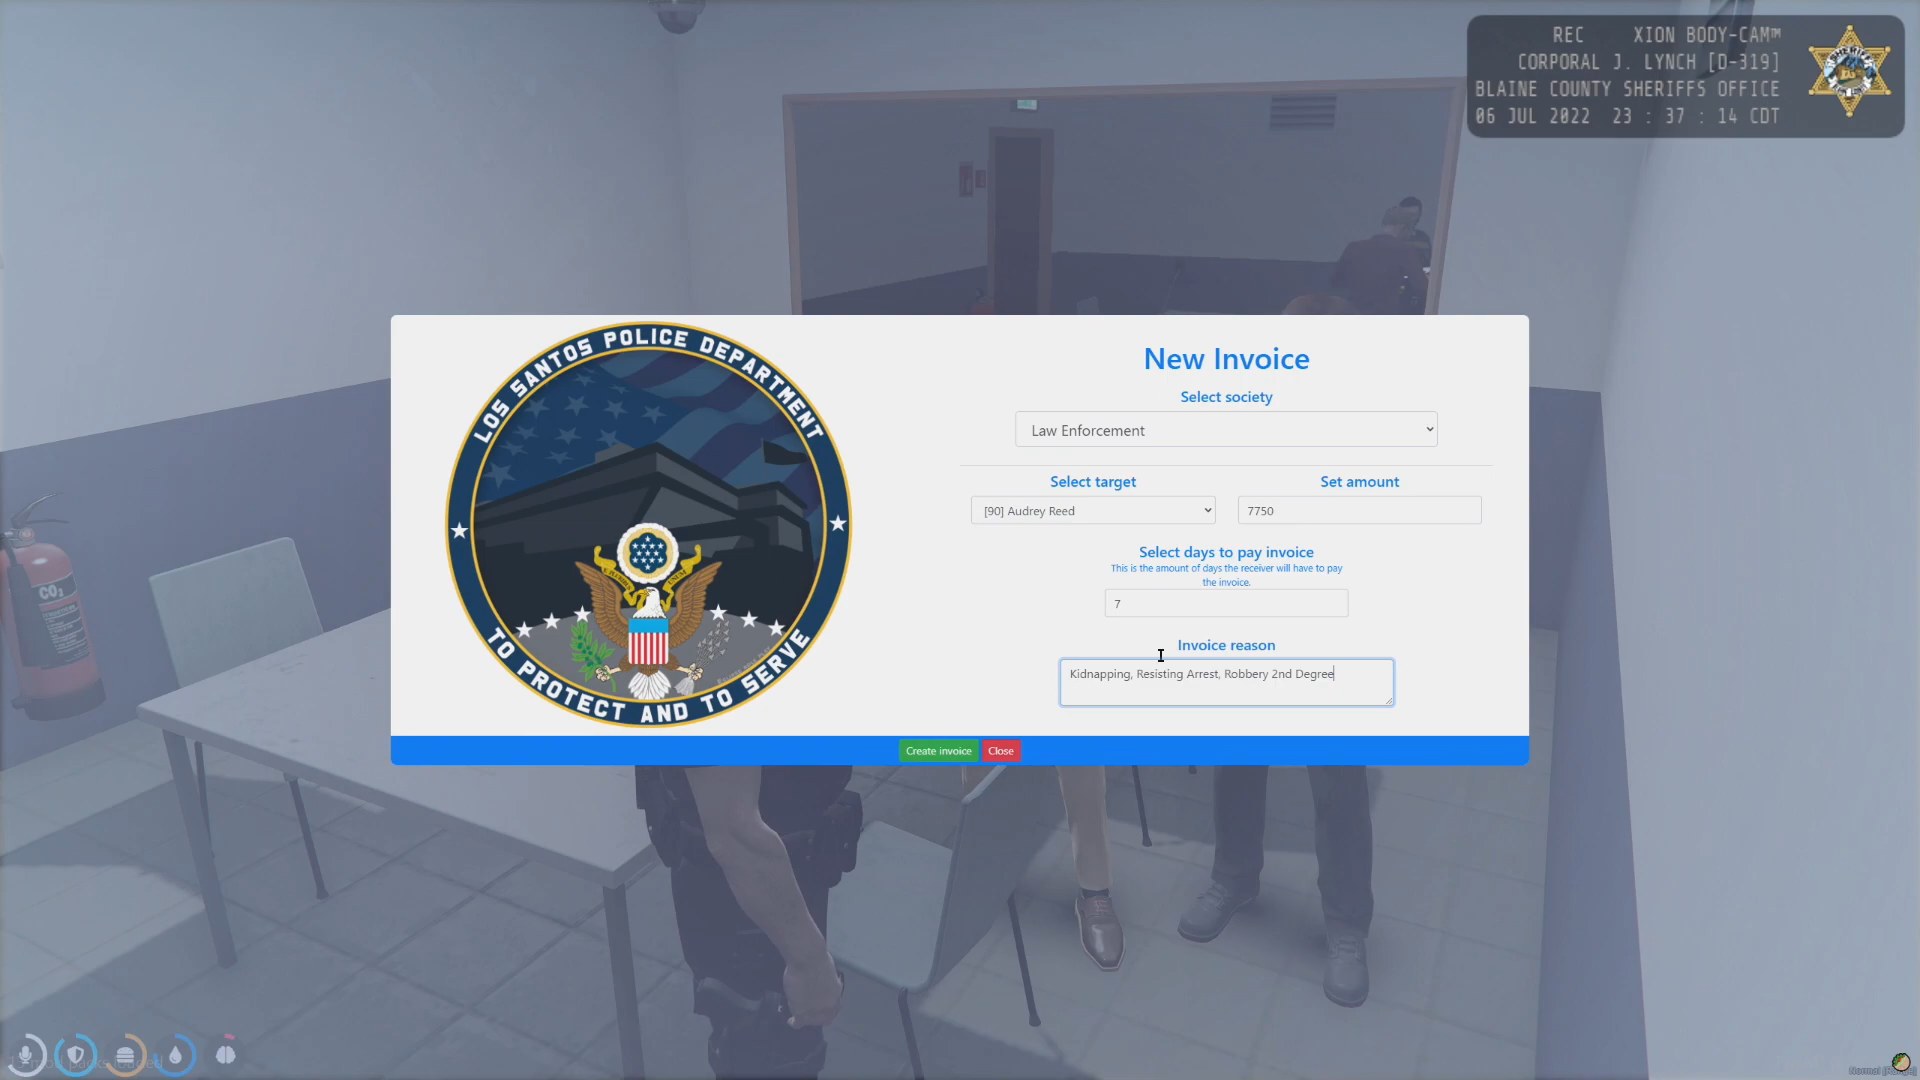 REC XION BODY-CAM™
CORPORAL J. LYNCH [D-319]
BLAINE COUNTY SHERIFFS OFFICE
06 JUL 2022 23 : 37 : 14 CDT
SHERIFF
LOS SANTOS POLICE DEPARTMENT
TO PROTECT AND TO SERVE
New Invoice
Select society
Law Enforcement
Select target
Set amount
[90] Audrey Reed
7750
Select days to pay invoice
This is the amount of days the receiver will have to pay
the invoice.
7
Invoice reason
Kidnapping, Resisting Arrest, Robbery 2nd Degree
Create invoice
Close
CO2